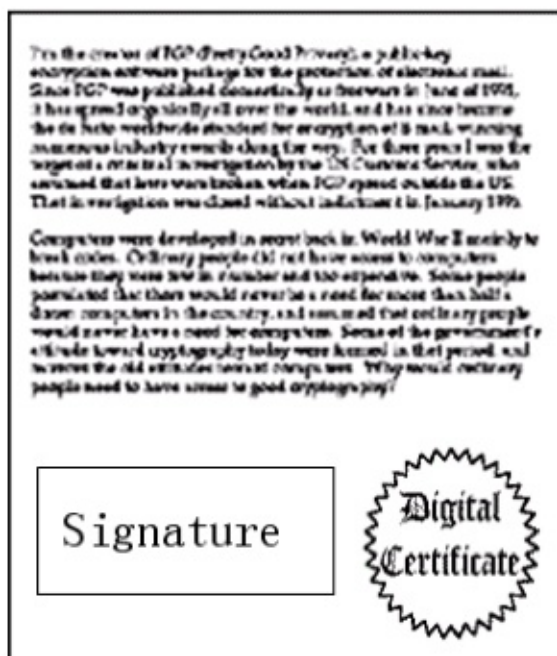 I'm the creator of PGP (Pretty Good Privacy), a public-key
encryption software package for the protection of electronic mail.
Since PGP was published domestically as freeware in June of 1991,
it has spread organically all over the world, and has since become
the de facto worldwide standard for encryption of E-mail, winning
numerous industry awards along the way. For three years I was the
target of a criminal investigation by the US Customs Service, who
assumed that laws were broken when PGP spread outside the US.
That investigation was closed without indictment in January 1996.
Computers were developed in secret back in World War II mainly to
break codes. Ordinary people did not have access to computers
because they were few in number and too expensive. Some people
postulated that there would never be a need for more than half a
dozen computers in the country, and assumed that ordinary people
would never have a need for computers. Some of the government's
attitude toward cryptography today were formed in that period, and
the old attitudes toward computers. Why would ordinary
people need to have access to good cryptography?
Signature
Digital
Certificate